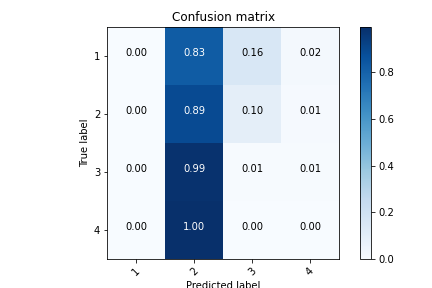 Confusion matrix
1 0.00 0.83 0.16 0.02
2 0.00 0.89 0.10 0.01
3 0.00 0.99 0.01 0.01
4 0.00 1.00 0.00 0.00
True label
1 2 3 4
Predicted label
0.8
0.6
0.4
0.2
0.0